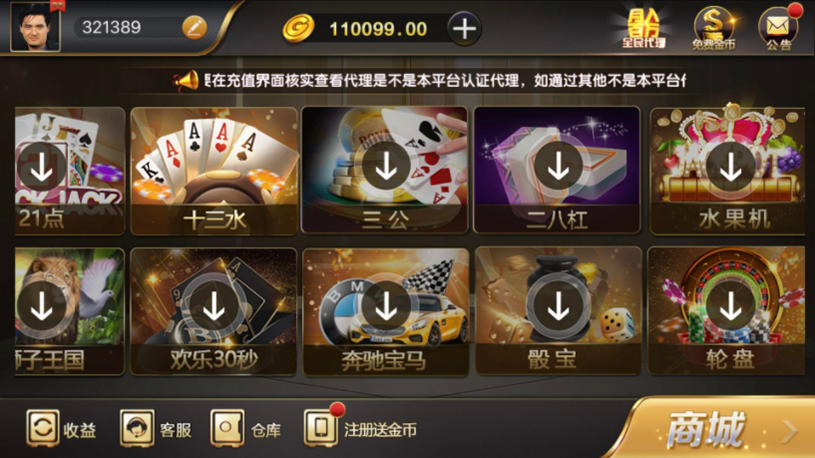 321389
110099.00
全民代理
免费金币
公告
在充值界面核实查看代理是不是本平台认证代理，如通过其他不是本平台
JACK
21点
十三水
三公
二八杠
水果机
狮子王国
BMW
欢乐30秒
奔驰宝马
骰宝
轮盘
收益
客服
仓库
注册送金币
商城